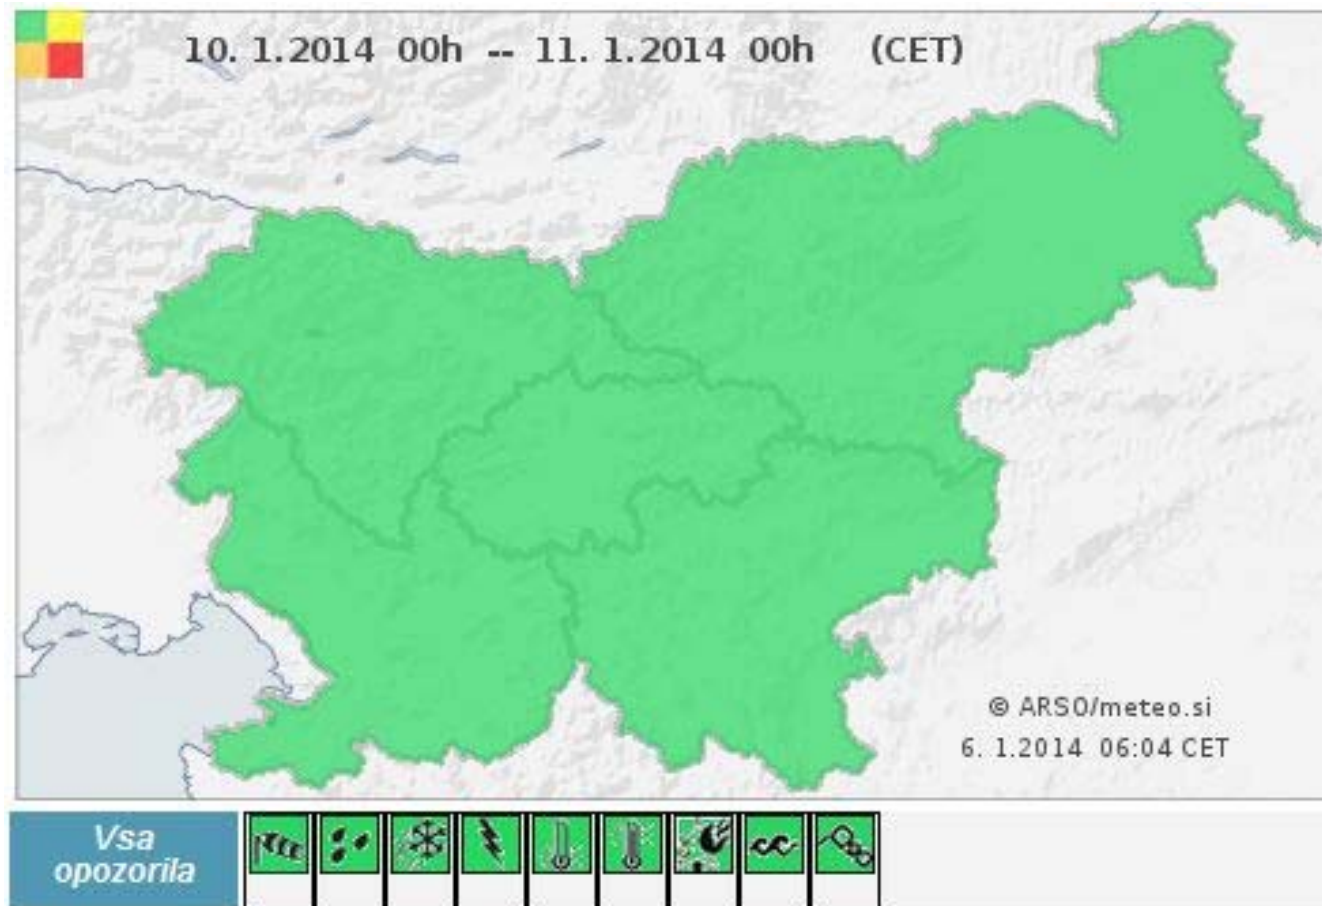 10. 1.2014 00h -- 11. 1.2014 00h (CET)
© ARSO/meteo.si
6. 1.2014 06:04 CET
Vsa
opozorila